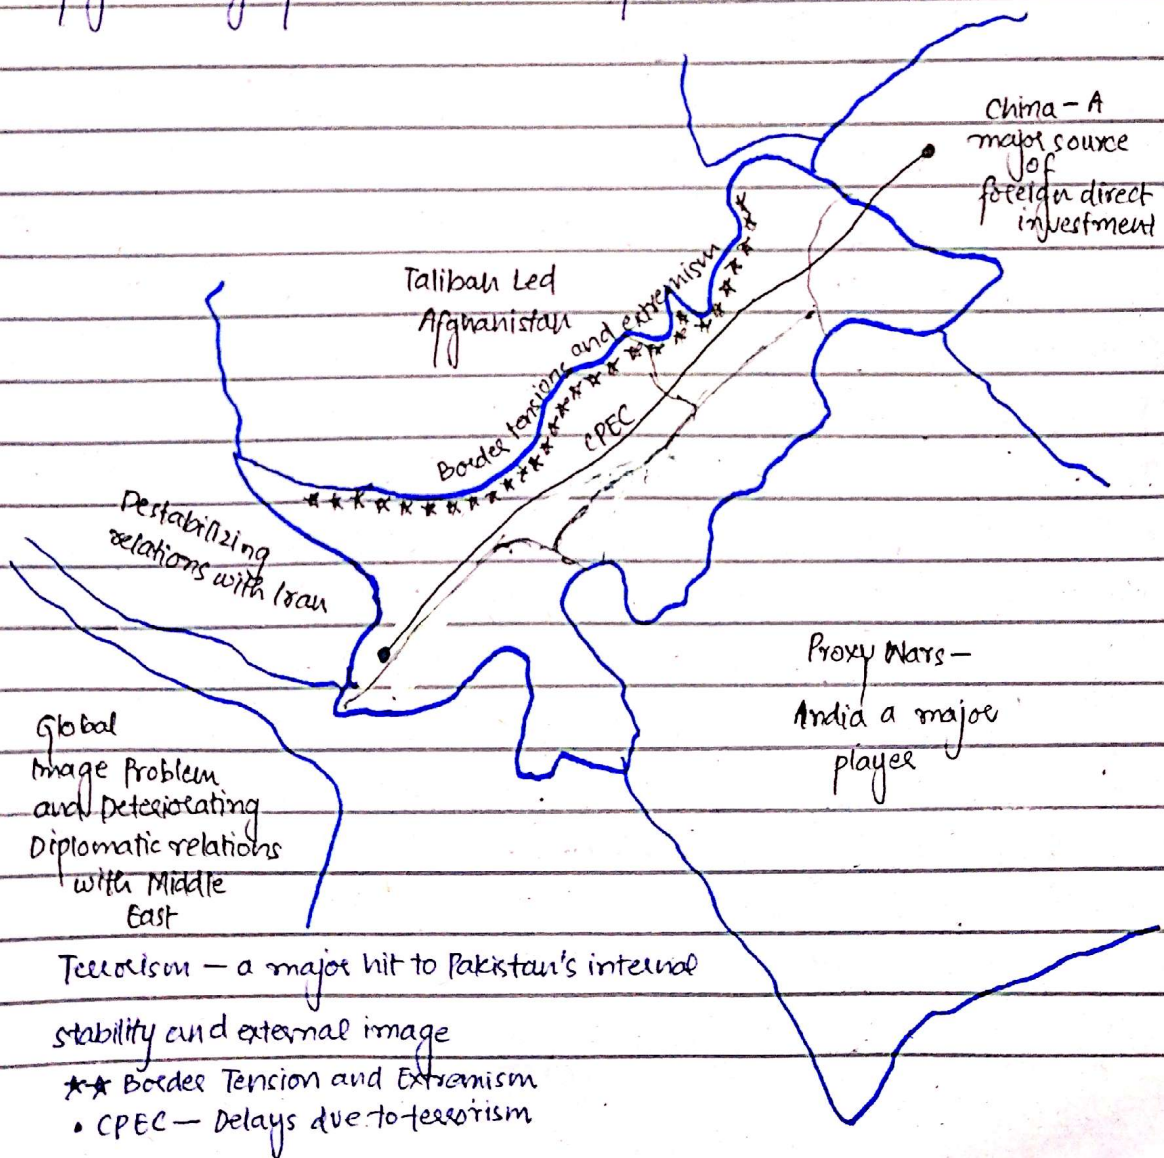 China - A
major source
of
foreign direct
investment
Taliban Led
Afghanistan
Border tensions and extremism
CPEC
Destabilizing
relations with Iran
Proxy Wars -
India a major
player
Global
Image Problem
and Deteriorating
Diplomatic relations
with Middle
East
Terrorism - a major hit to Pakistan's internal
stability and external image
★★ Border Tension and Extremism
• CPEC - Delays due to terrorism